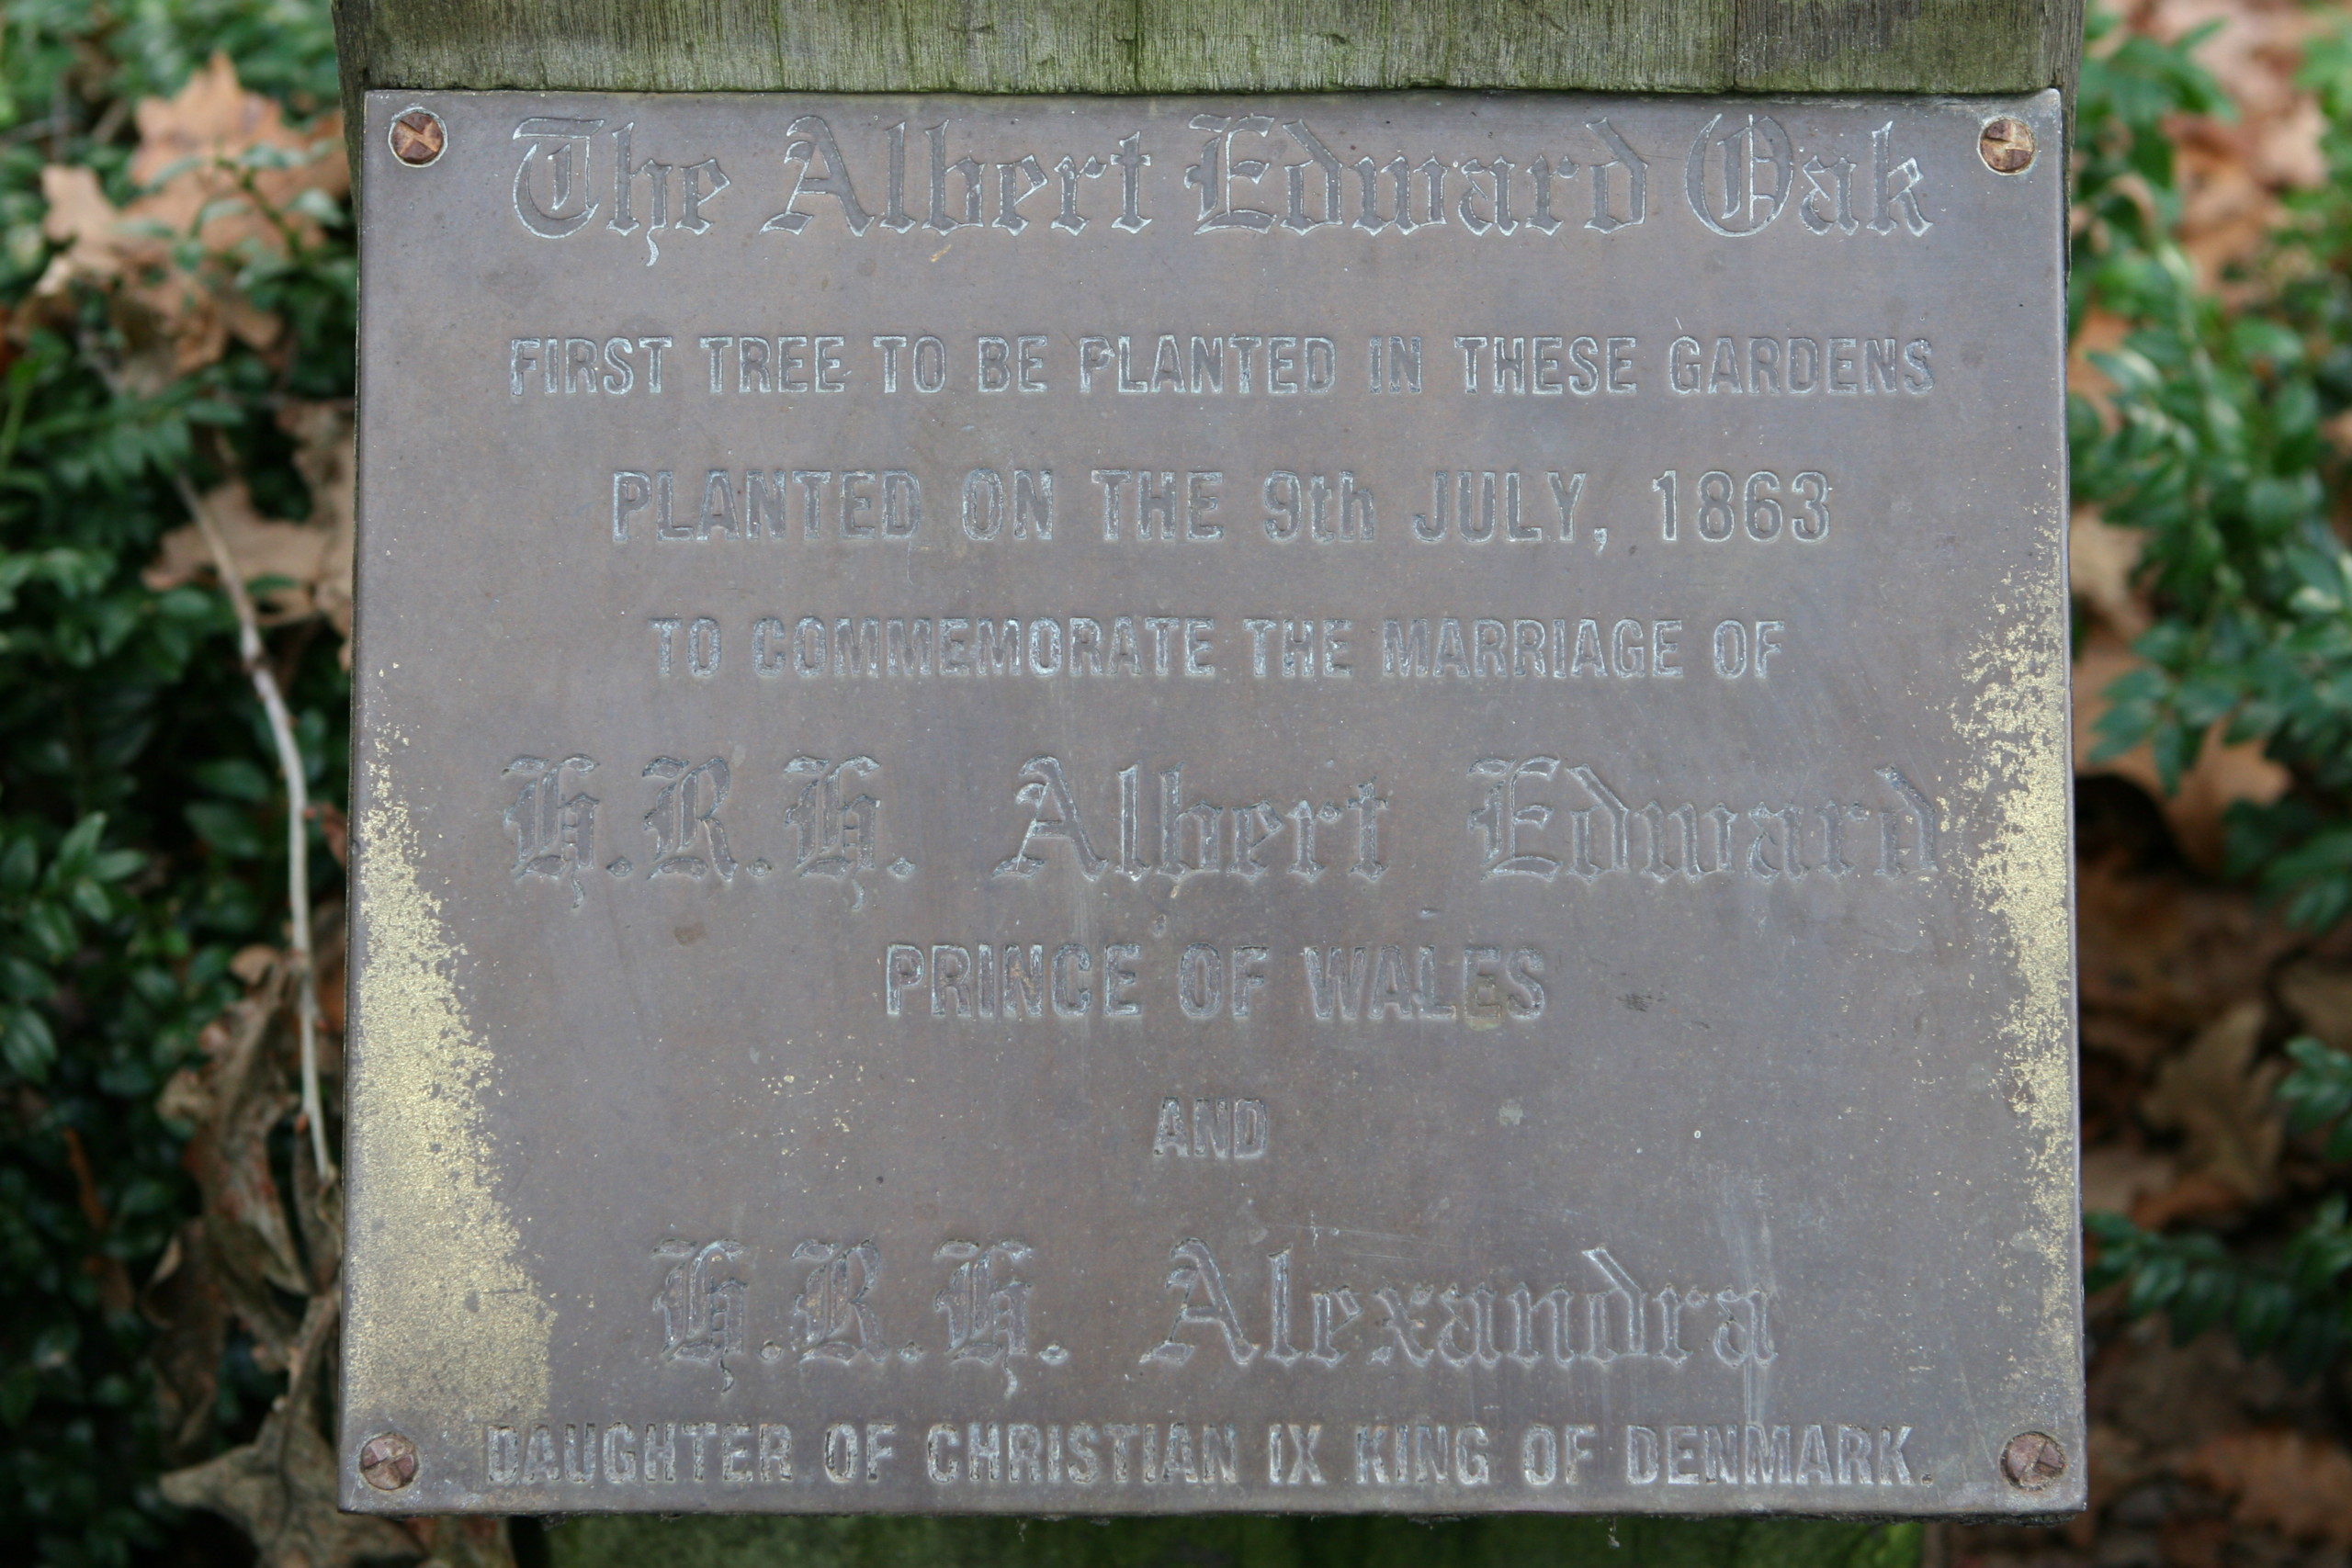 The Albert Edward Oak
FIRST TREE TO BE PLANTED IN THESE GARDENS
PLANTED ON THE 9th JULY, 1863
TO COMMEMORATE THE MARRIAGE OF
H.R.H. Albert Edward
PRINCE OF WALES
AND
H.R.H. Alexandra
DAUGHTER OF CHRISTIAN IX KING OF DENMARK.